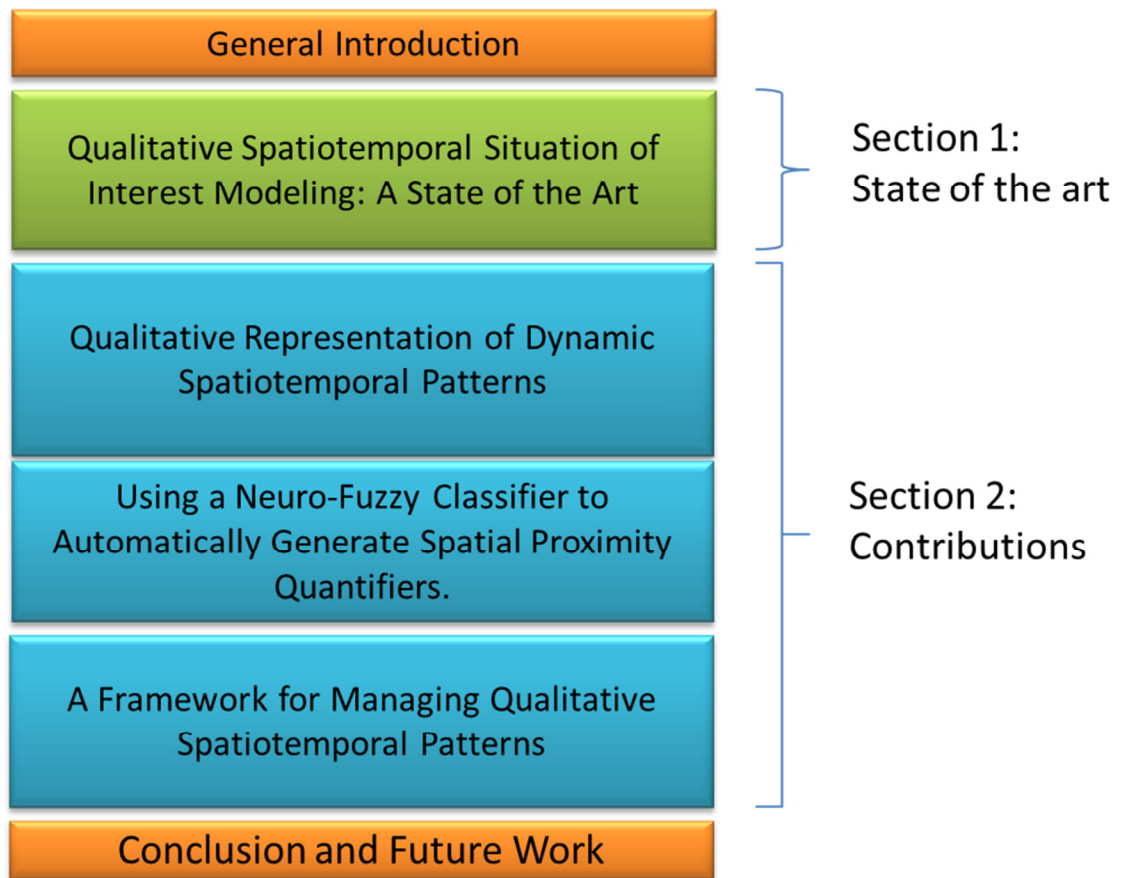 General Introduction
Qualitative Spatiotemporal Situation of
Interest Modeling: A State of the Art
Section 1:
State of the art
Qualitative Representation of Dynamic
Spatiotemporal Patterns
Using a Neuro-Fuzzy Classifier to
Automatically Generate Spatial Proximity
Quantifiers.
Section 2:
Contributions
A Framework for Managing Qualitative
Spatiotemporal Patterns
Conclusion and Future Work